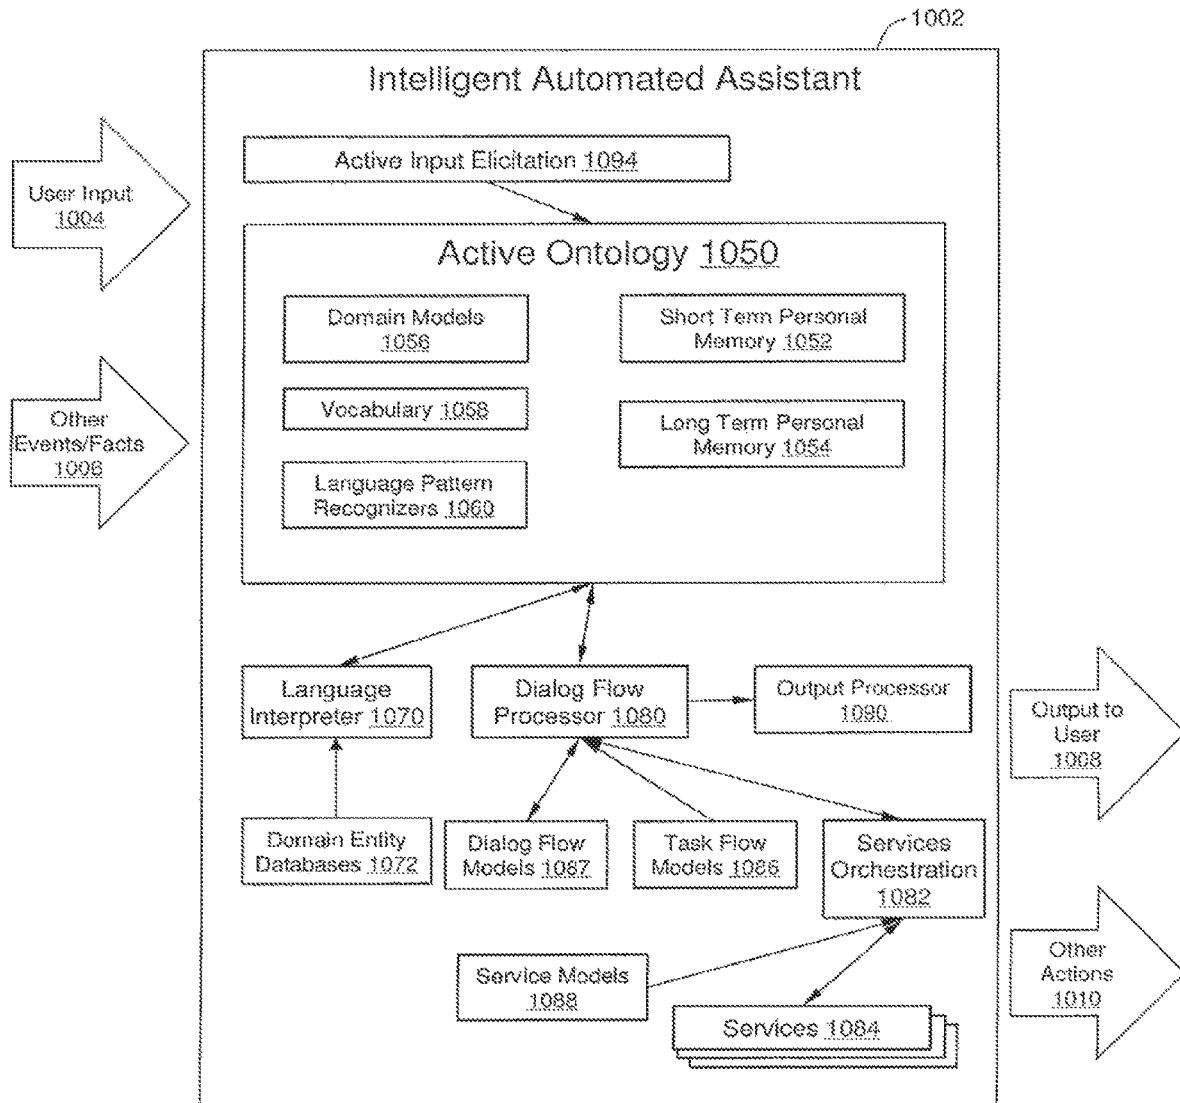 1002
Intelligent Automated Assistant
Active Input Elicitation 1094
User Input
1004
Active Ontology 1050
Domain Models
1056
Short Term Personal
Memory 1052
Vocabulary 1058
Long Term Personal
Memory 1054
Other
Events/Facts
1006
Language Pattern
Recognizers 1060
Language
Interpreter 1070
Dialog Flow
Processor 1080
Output Processor
1090
Output to
User
1008
Domain Entity
Databases 1072
Dialog Flow
Models 1087
Task Flow
Models 1086
Services
Orchestration
1082
Service Models
1088
Other
Actions
1010
Services 1084